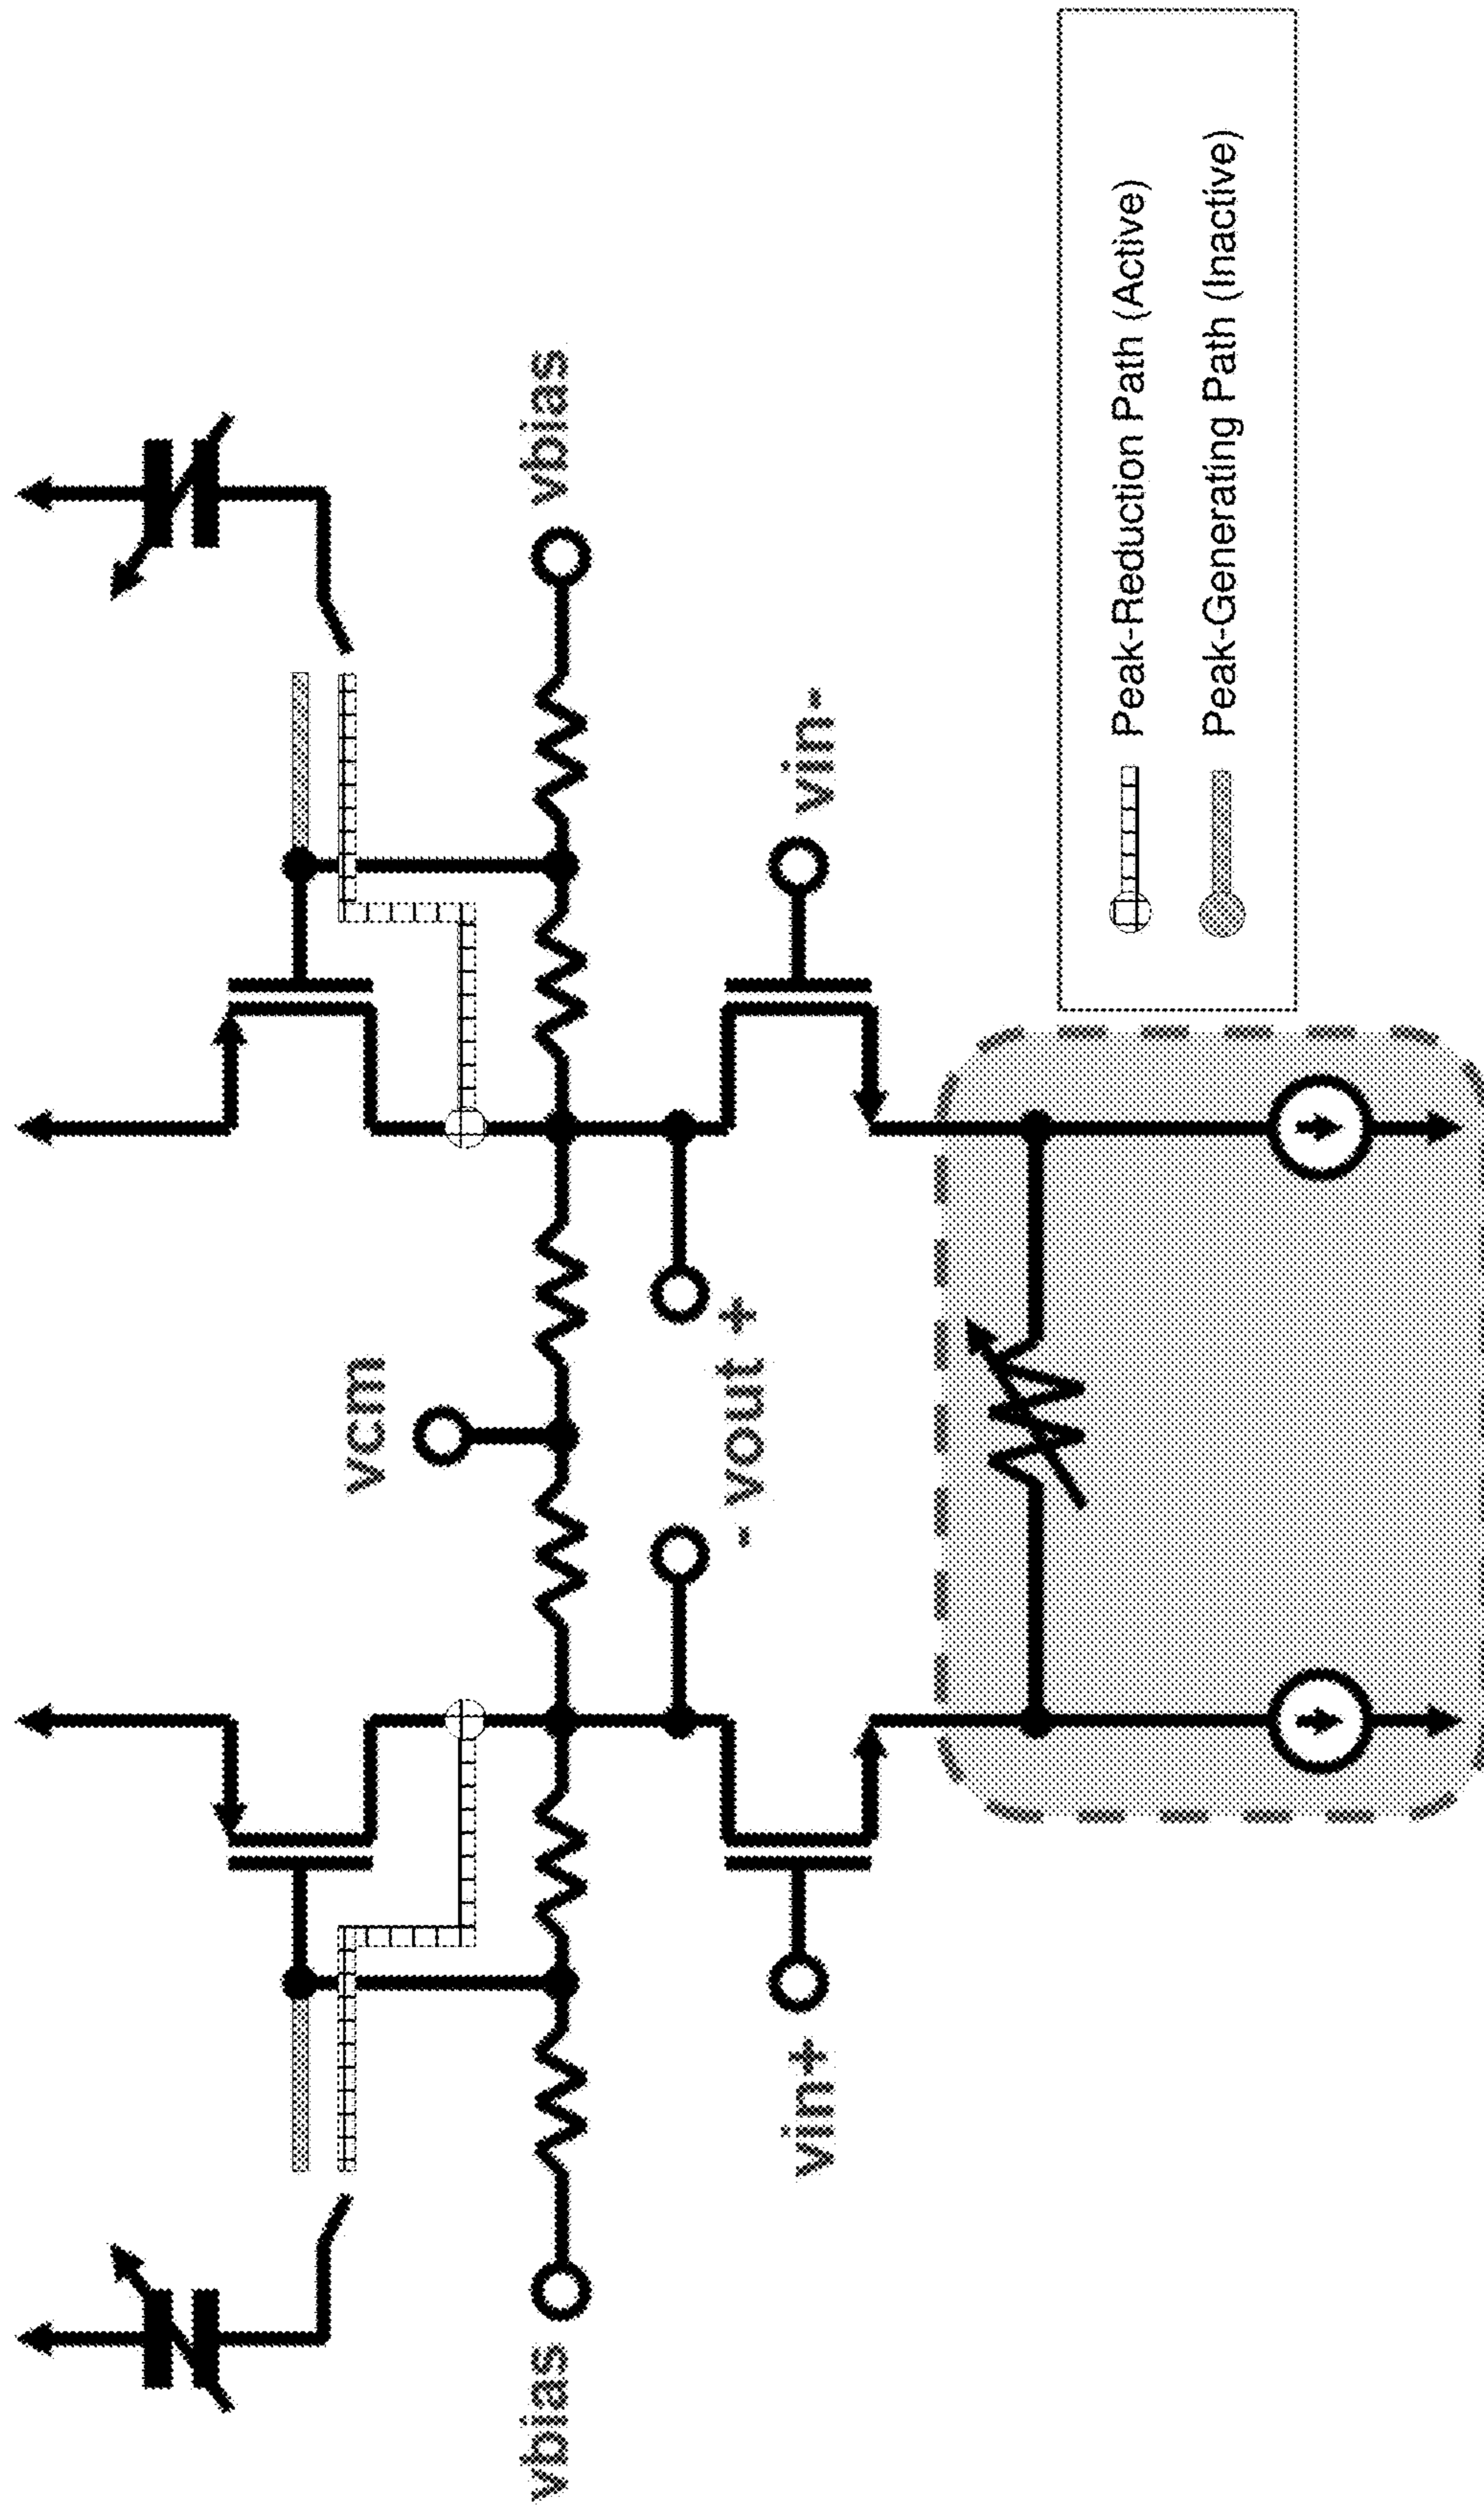 vbias
vbias
vcm
- vout +
vin+
vin-
Peak-Reduction Path (Active)
Peak-Generating Path (Inactive)